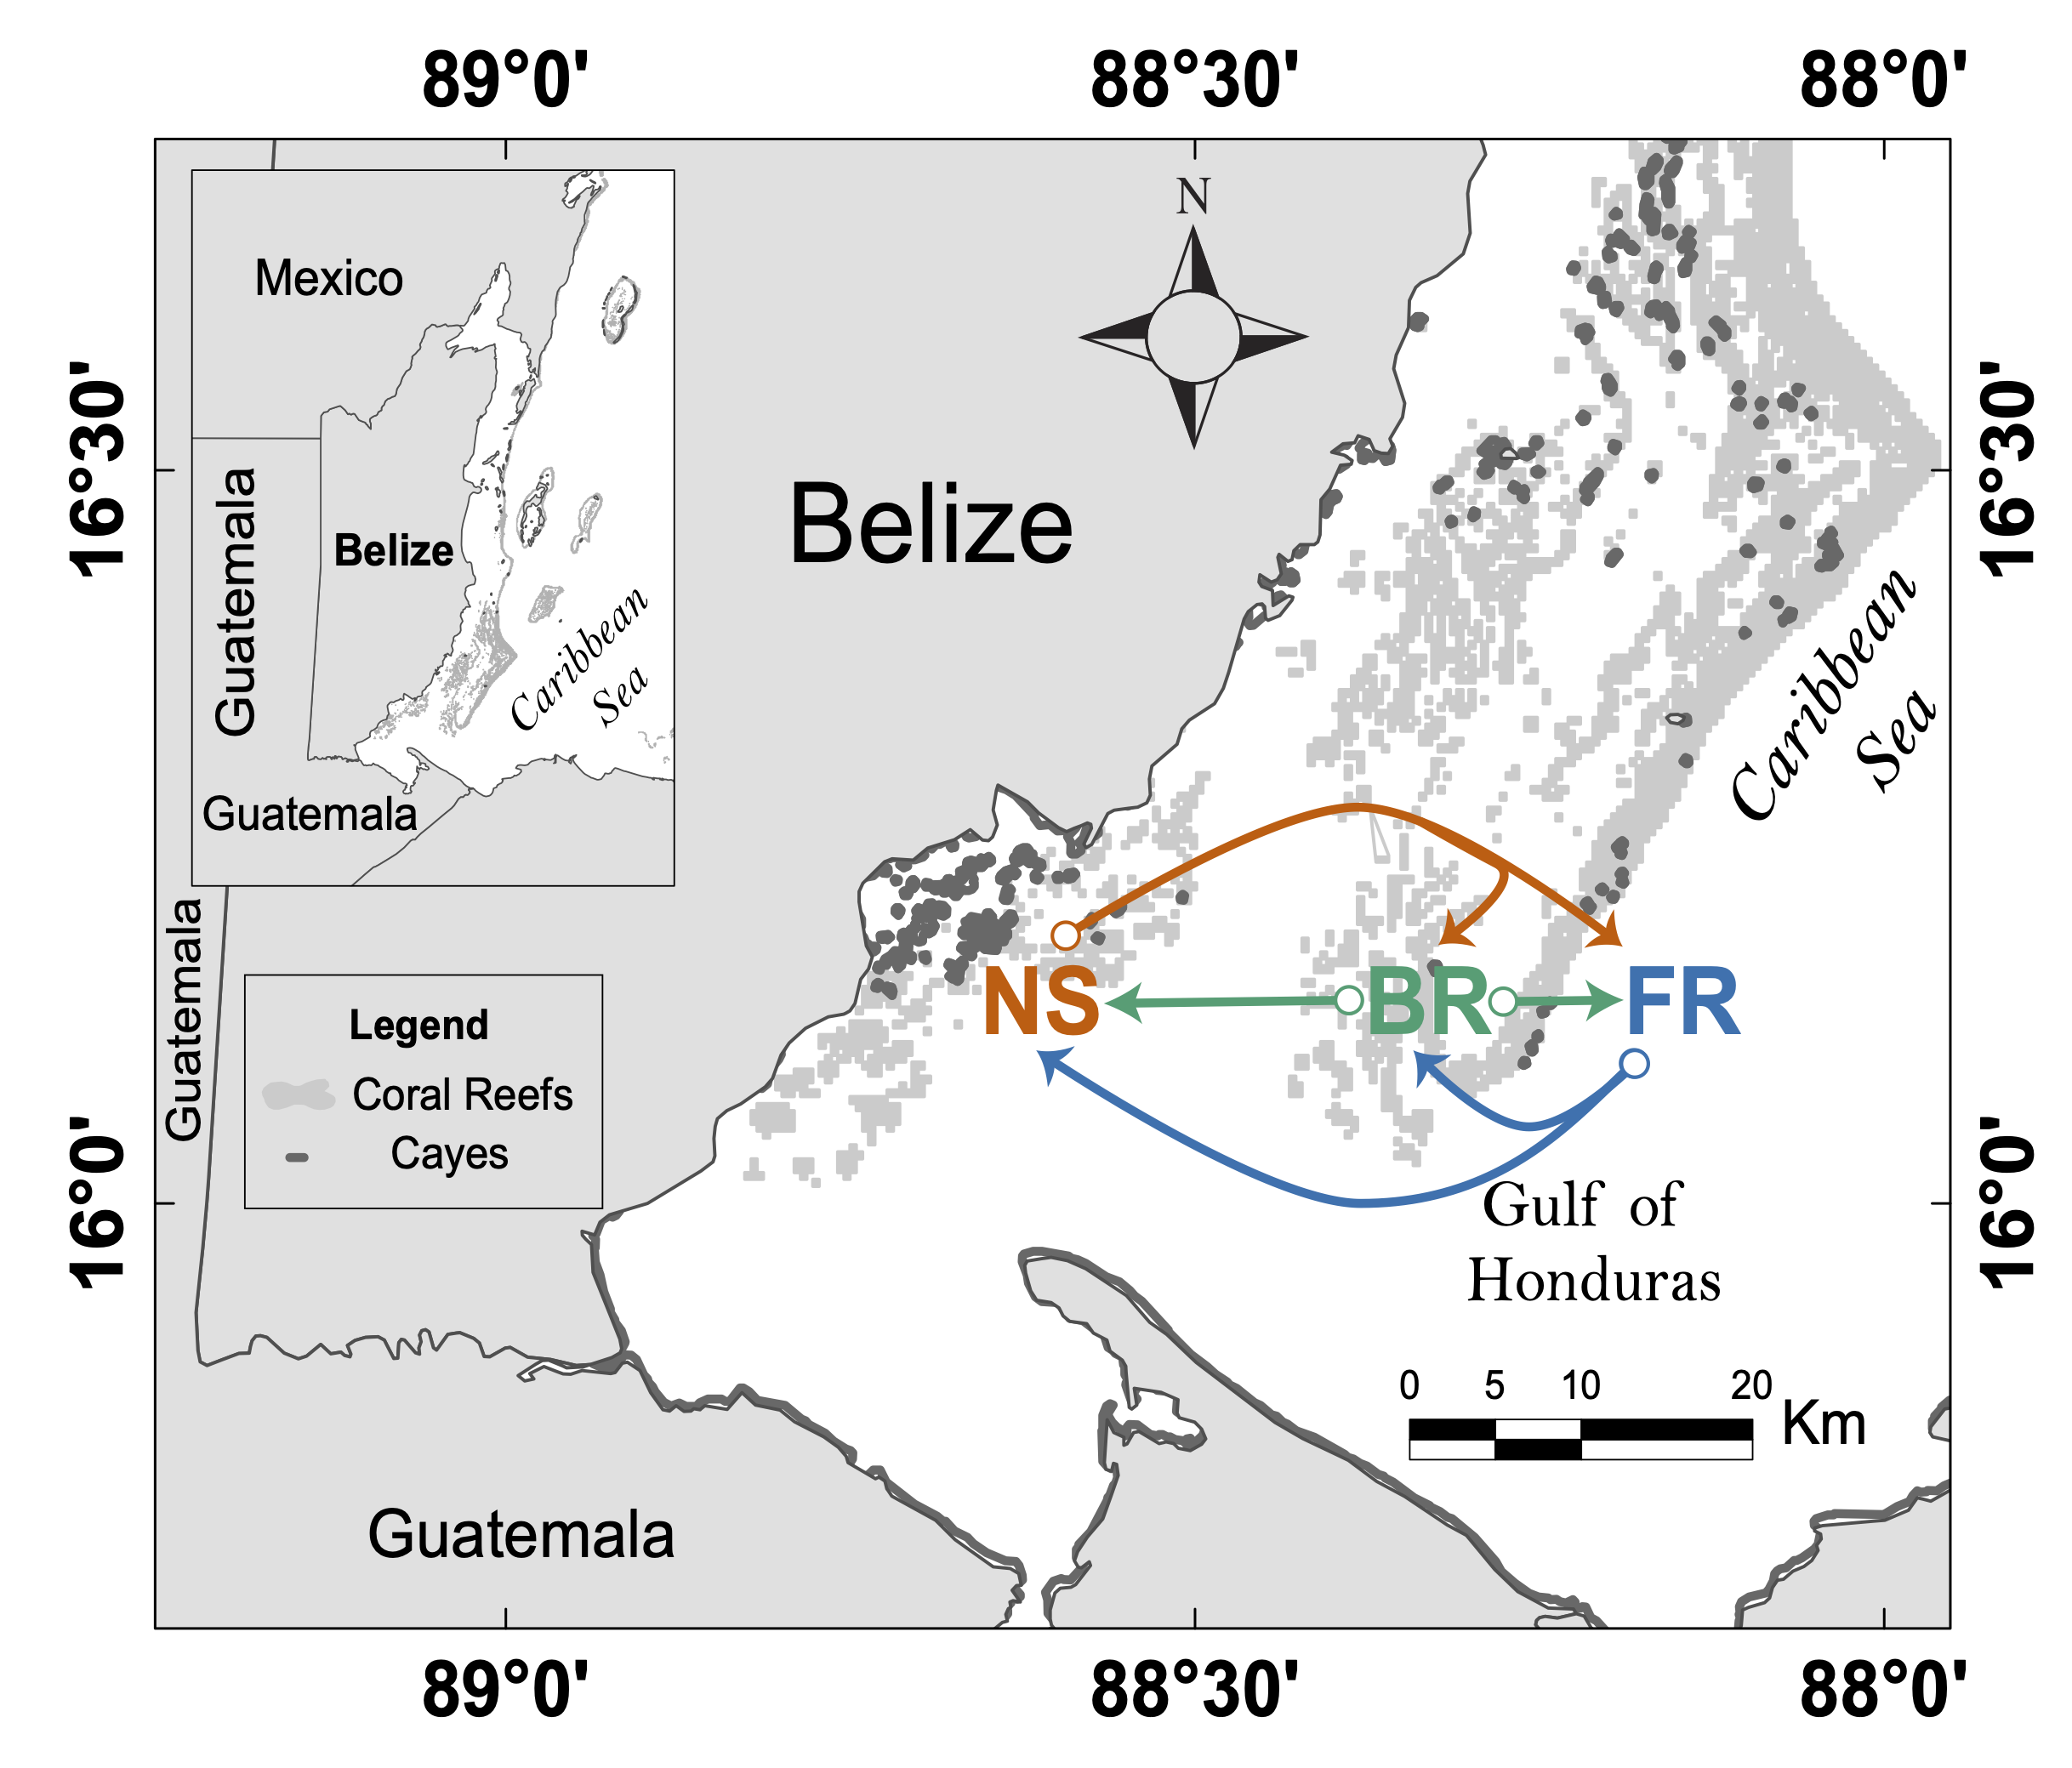 89°0'
88°30'
88°0'
N
Mexico
Guatemala
Belize
Caribbean
Sea
Guatemala
Belize
16°30'
16°30'
Caribbean
Sea
Guatemala
Legend
Coral Reefs
Cayes
NS
BR
FR
16°0'
16°0'
Gulf of
Honduras
0 5 10 20 Km
Guatemala
89°0'
88°30'
88°0'